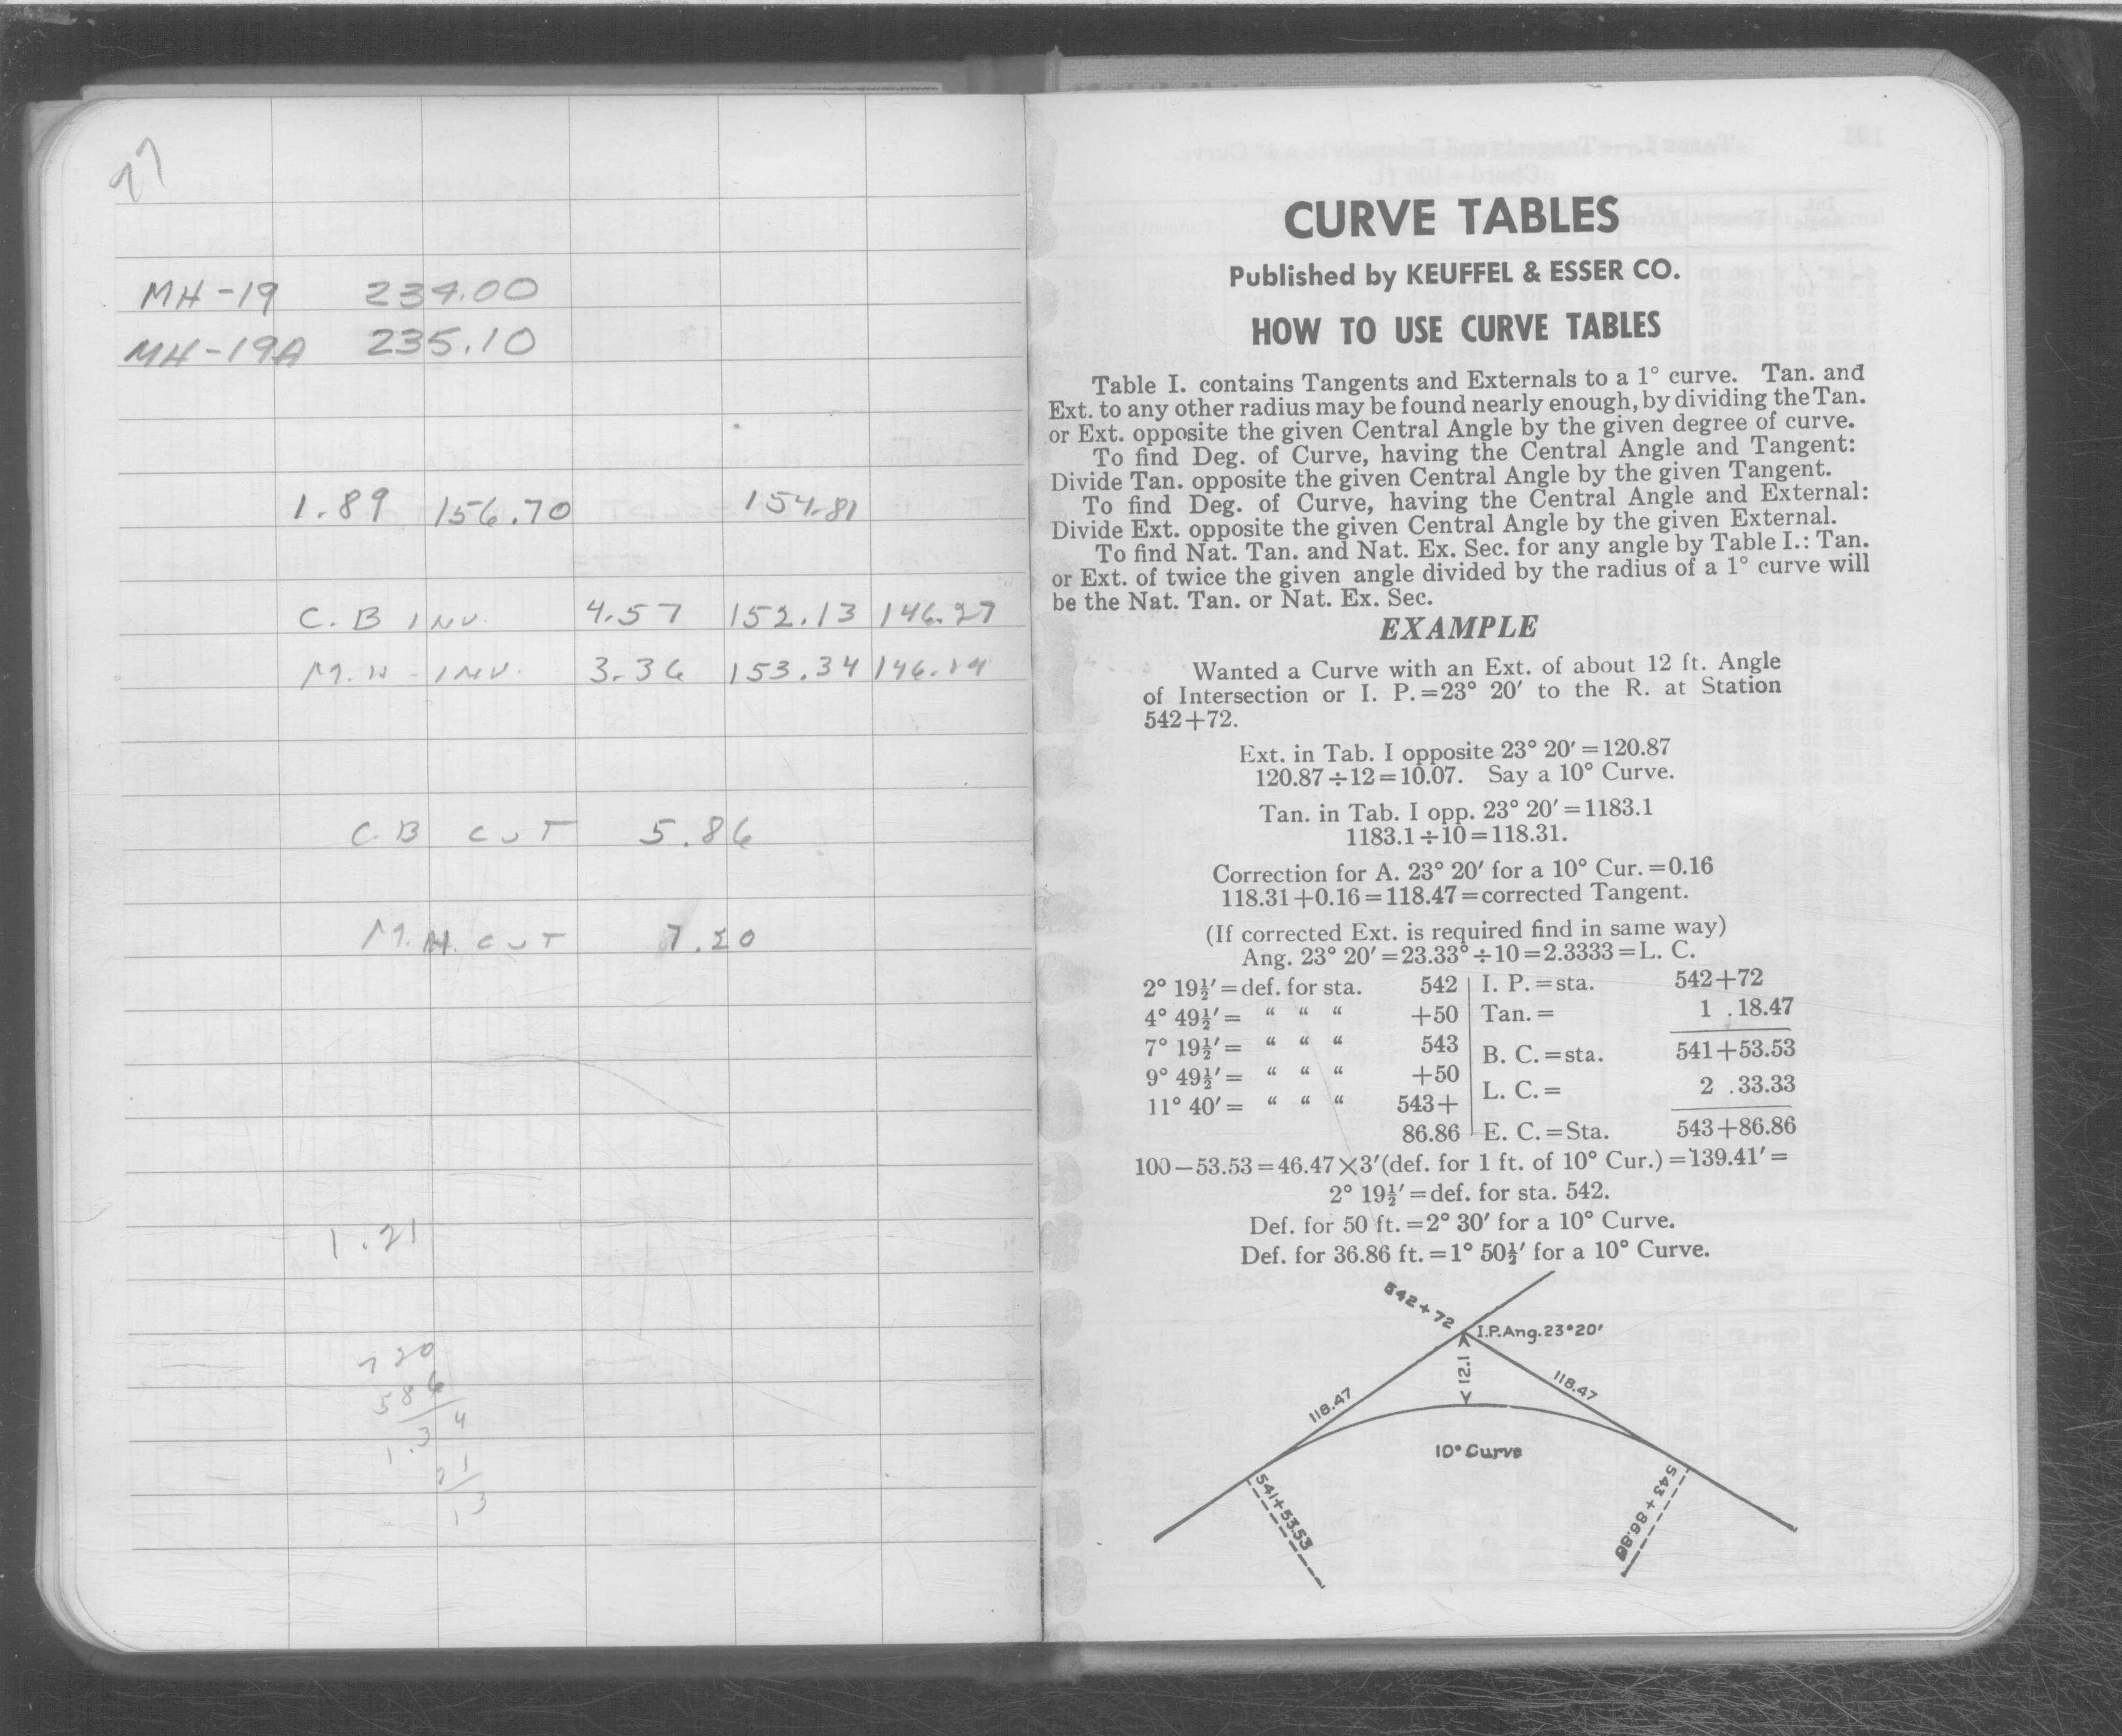 27
MH-19 234.00
MH-19A 235.10
1.89 156.70 154.81
C.B INV. 4.57 152.13 146.27
M.H - INV. 3.36 153.34 146.14
C.B CUT 5.86
M.H. CUT 7.20
1.21
7 20
5 86
1.3 4
21
13
CURVE TABLES
Published by KEUFFEL & ESSER CO.
HOW TO USE CURVE TABLES
Table I. contains Tangents and Externals to a 1° curve. Tan. and
Ext. to any other radius may be found nearly enough, by dividing the Tan.
or Ext. opposite the given Central Angle by the given degree of curve.
To find Deg. of Curve, having the Central Angle and Tangent:
Divide Tan. opposite the given Central Angle by the given Tangent.
To find Deg. of Curve, having the Central Angle and External:
Divide Ext. opposite the given Central Angle by the given External.
To find Nat. Tan. and Nat. Ex. Sec. for any angle by Table I.: Tan.
or Ext. of twice the given angle divided by the radius of a 1° curve will
be the Nat. Tan. or Nat. Ex. Sec.
EXAMPLE
Wanted a Curve with an Ext. of about 12 ft. Angle
of Intersection or I. P.=23° 20′ to the R. at Station
542+72.
Ext. in Tab. I opposite 23° 20′=120.87
120.87÷12=10.07. Say a 10° Curve.
Tan. in Tab. I opp. 23° 20′=1183.1
1183.1÷10=118.31.
Correction for A. 23° 20′ for a 10° Cur.=0.16
118.31+0.16=118.47=corrected Tangent.
(If corrected Ext. is required find in same way)
Ang. 23° 20′=23.33°÷10=2.3333=L. C.
2° 19½′=def. for sta. 542 I. P.=sta. 542+72
4° 49½′= “ “ “ +50 Tan.= 1 .18.47
7° 19½′= “ “ “ 543 B. C.=sta. 541+53.53
9° 49½′= “ “ “ +50 L. C.= 2 .33.33
11° 40′= “ “ “ 543+
86.86 E. C.=Sta. 543+86.86
100−53.53=46.47×3′(def. for 1 ft. of 10° Cur.)=139.41′=
2° 19½′=def. for sta. 542.
Def. for 50 ft.=2° 30′ for a 10° Curve.
Def. for 36.86 ft.=1° 50½′ for a 10° Curve.
542+72
I.P.Ang.23°20′
12.1
118.47
118.47
10° Curve
541+53.53
543+86.86